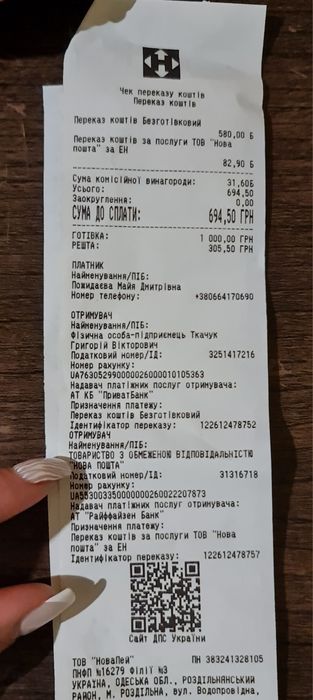 Чек переказу коштів
Переказ коштів
Переказ коштів Безготівковий
580,00 Б
Переказ коштів за послуги ТОВ "Нова
пошта" за ЕН
82,90 Б
Сума комісійної винагороди: 31,60Б
Усього: 694,50
Заокруглення: 0,00
СУМА ДО СПЛАТИ: 694,50 ГРН
ГОТІВКА: 1 000,00 ГРН
РЕШТА: 305,50 ГРН
ПЛАТНИК
Найменування/ПІБ:
Пожидаєва Майя Дмитрівна
Номер телефону: +380664170690
ОТРИМУВАЧ
Найменування/ПІБ:
Фізична особа-підприємець Ткачук
Григорій Вікторович
Податковий номер/ІД: 3251417216
Номер рахунку:
UA763052990000026000010105363
Надавач платіжних послуг отримувача:
АТ КБ "ПриватБанк"
Призначення платежу:
Переказ коштів Безготівковий
Ідентифікатор переказу: 122612478752
ОТРИМУВАЧ
Найменування/ПІБ:
ТОВАРИСТВО З ОБМЕЖЕНОЮ ВІДПОВІДАЛЬНІСТЮ
"НОВА ПОШТА"
Податковий номер/ІД: 31316718
Номер рахунку:
UA853003350000000260022207873
Надавач платіжних послуг отримувача:
АТ "Райффайзен Банк"
Призначення платежу:
Переказ коштів за послуги ТОВ "Нова
пошта" за ЕН
Ідентифікатор переказу: 122612478757
Сайт ДПС України
ТОВ "НоваПей" ПН 383241328105
ПНФП №16279 Філії №3
УКРАЇНА, ОДЕСЬКА ОБЛ., РОЗДІЛЬНЯНСЬКИЙ
РАЙОН, М. РОЗДІЛЬНА, вул. Водопровідна,